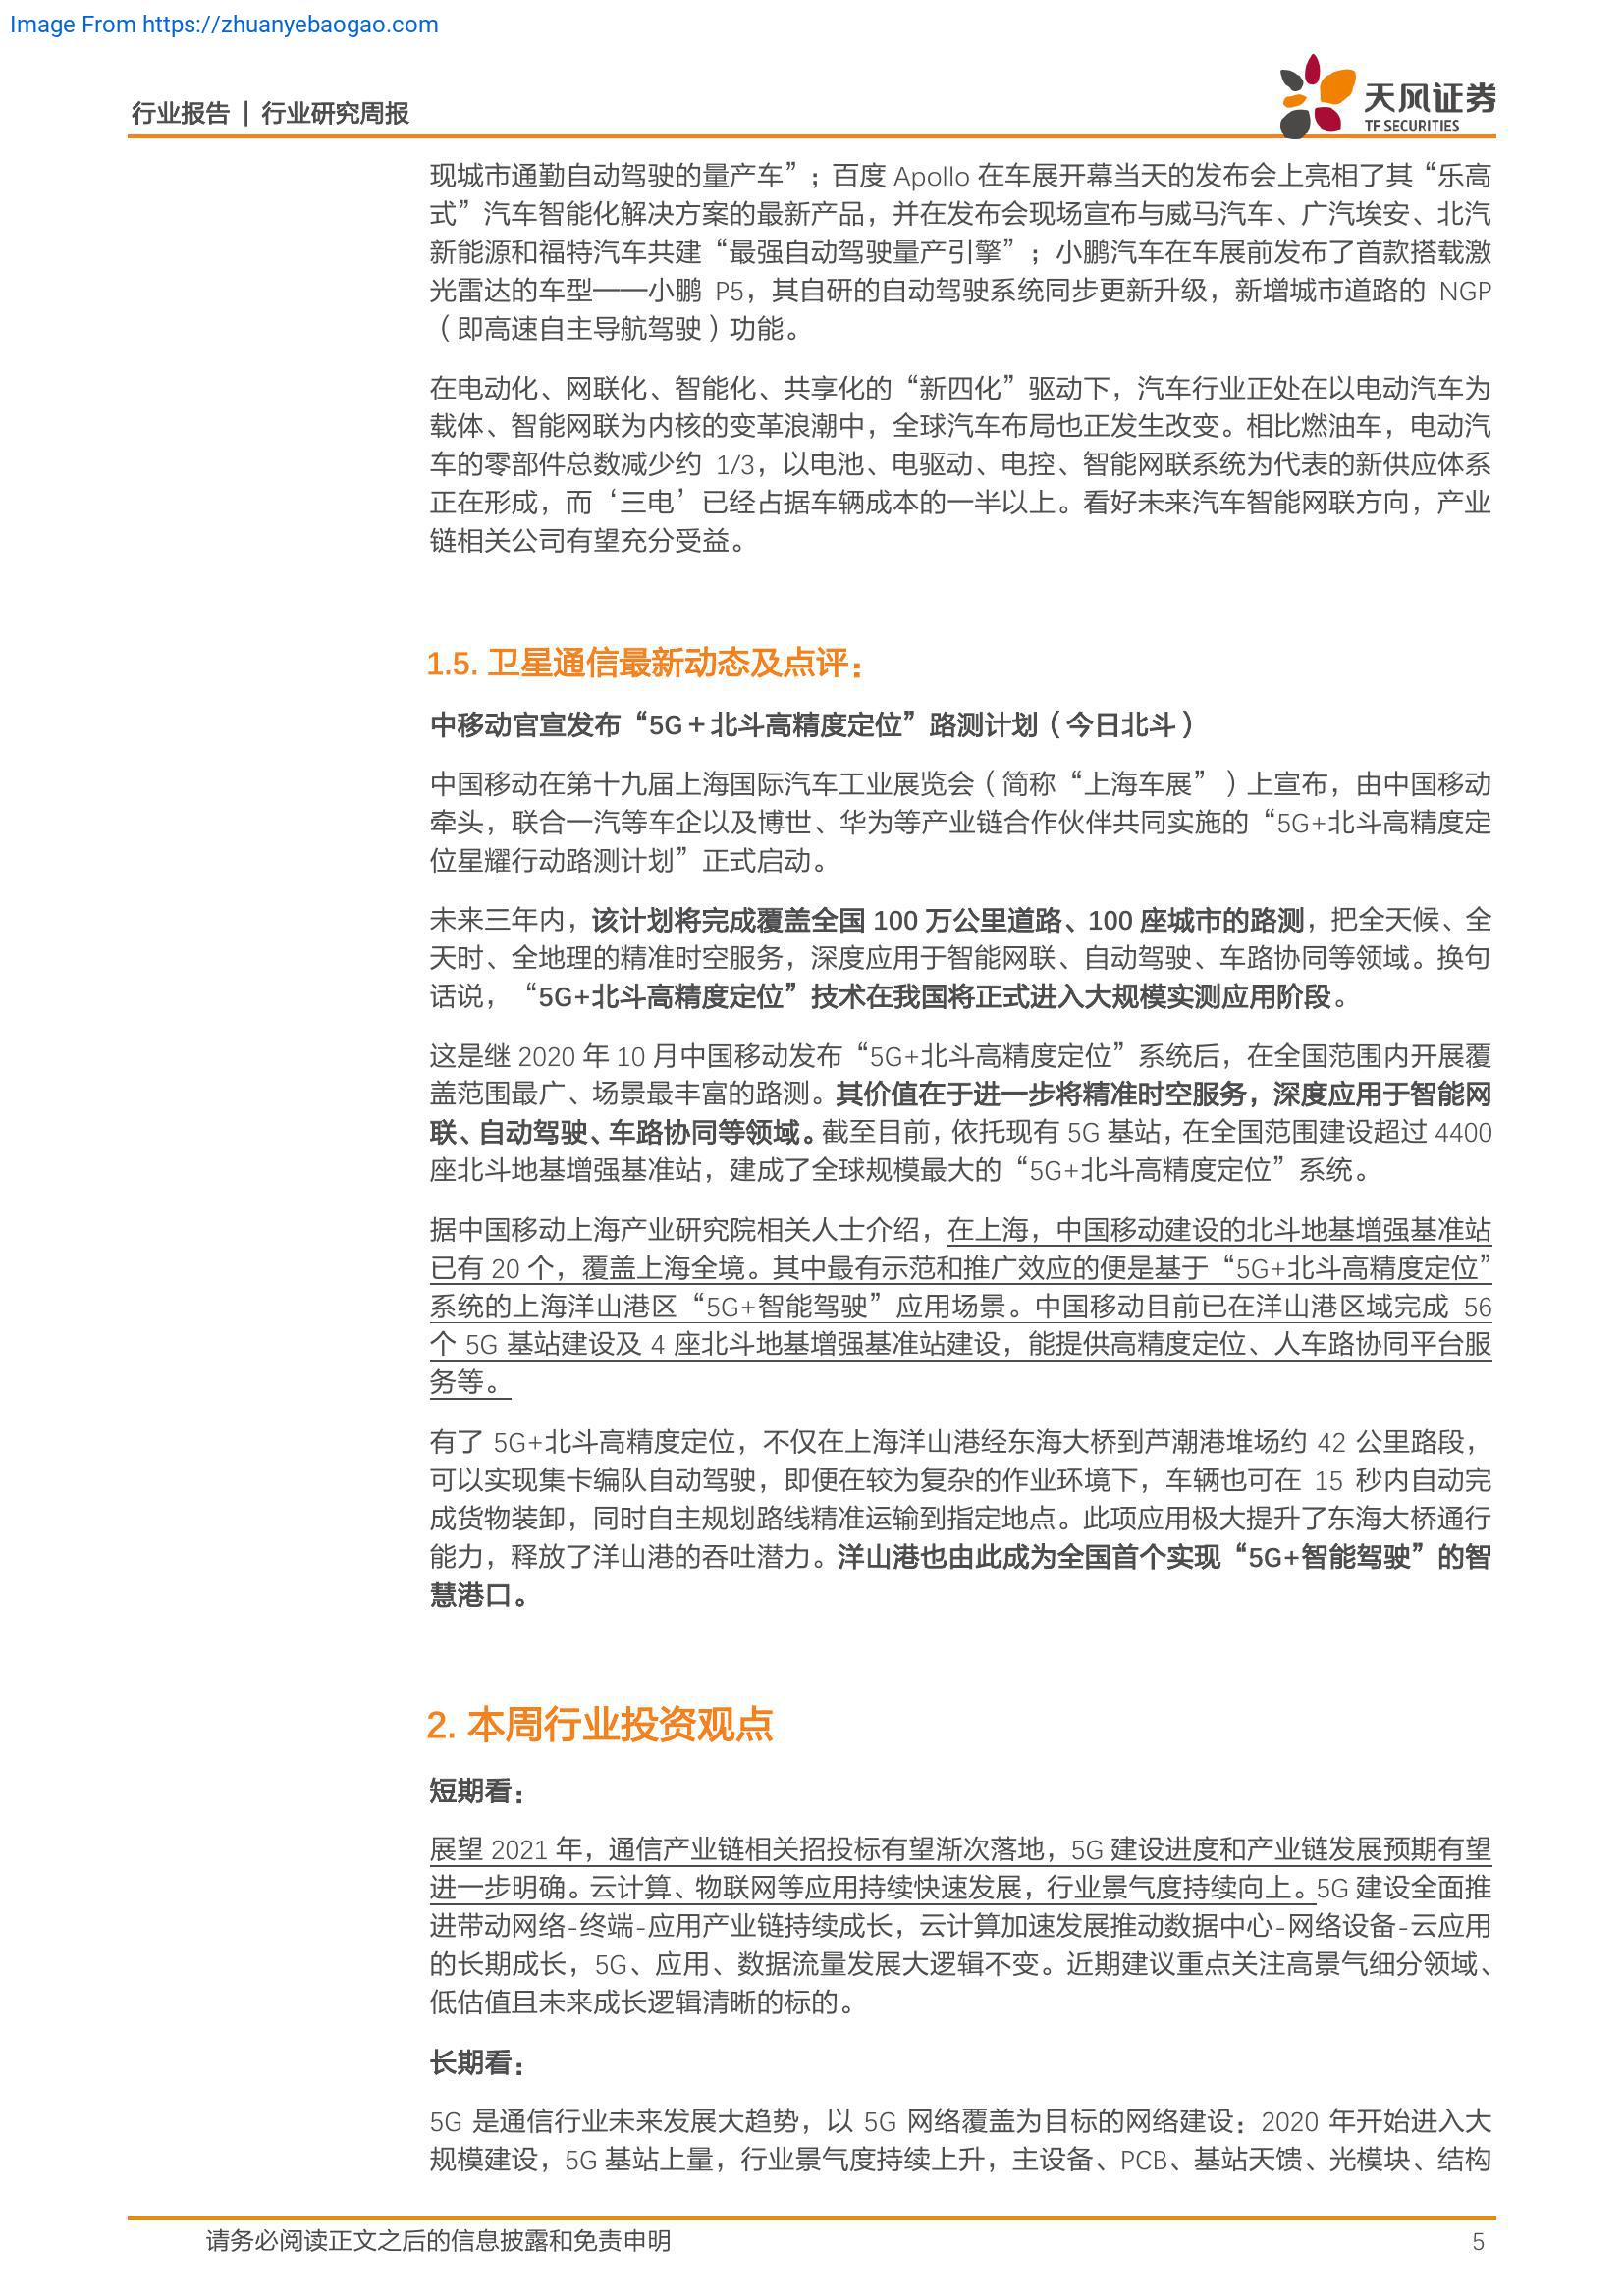 Image From https://zhuanyebaogao.com
行业报告 | 行业研究周报
天风证券
TF SECURITIES
现城市通勤自动驾驶的量产车”；百度 Apollo 在车展开幕当天的发布会上亮相了其“乐高
式”汽车智能化解决方案的最新产品，并在发布会现场宣布与威马汽车、广汽埃安、北汽
新能源和福特汽车共建“最强自动驾驶量产引擎”；小鹏汽车在车展前发布了首款搭载激
光雷达的车型——小鹏 P5，其自研的自动驾驶系统同步更新升级，新增城市道路的 NGP
（即高速自主导航驾驶）功能。
在电动化、网联化、智能化、共享化的“新四化”驱动下，汽车行业正处在以电动汽车为
载体、智能网联为内核的变革浪潮中，全球汽车布局也正发生改变。相比燃油车，电动汽
车的零部件总数减少约 1/3，以电池、电驱动、电控、智能网联系统为代表的新供应体系
正在形成，而‘三电’已经占据车辆成本的一半以上。看好未来汽车智能网联方向，产业
链相关公司有望充分受益。
1.5. 卫星通信最新动态及点评：
中移动官宣发布“5G＋北斗高精度定位”路测计划（今日北斗）
中国移动在第十九届上海国际汽车工业展览会（简称“上海车展”）上宣布，由中国移动
牵头，联合一汽等车企以及博世、华为等产业链合作伙伴共同实施的“5G+北斗高精度定
位星耀行动路测计划”正式启动。
未来三年内，该计划将完成覆盖全国 100 万公里道路、100 座城市的路测，把全天候、全
天时、全地理的精准时空服务，深度应用于智能网联、自动驾驶、车路协同等领域。换句
话说，“5G+北斗高精度定位”技术在我国将正式进入大规模实测应用阶段。
这是继 2020 年 10 月中国移动发布“5G+北斗高精度定位”系统后，在全国范围内开展覆
盖范围最广、场景最丰富的路测。其价值在于进一步将精准时空服务，深度应用于智能网
联、自动驾驶、车路协同等领域。截至目前，依托现有 5G 基站，在全国范围建设超过 4400
座北斗地基增强基准站，建成了全球规模最大的“5G+北斗高精度定位”系统。
据中国移动上海产业研究院相关人士介绍，在上海，中国移动建设的北斗地基增强基准站
已有 20 个，覆盖上海全境。其中最有示范和推广效应的便是基于“5G+北斗高精度定位”
系统的上海洋山港区“5G+智能驾驶”应用场景。中国移动目前已在洋山港区域完成 56
个 5G 基站建设及 4 座北斗地基增强基准站建设，能提供高精度定位、人车路协同平台服
务等。
有了 5G+北斗高精度定位，不仅在上海洋山港经东海大桥到芦潮港堆场约 42 公里路段，
可以实现集卡编队自动驾驶，即便在较为复杂的作业环境下，车辆也可在 15 秒内自动完
成货物装卸，同时自主规划路线精准运输到指定地点。此项应用极大提升了东海大桥通行
能力，释放了洋山港的吞吐潜力。洋山港也由此成为全国首个实现“5G+智能驾驶”的智
慧港口。
2. 本周行业投资观点
短期看：
展望 2021 年，通信产业链相关招投标有望渐次落地，5G 建设进度和产业链发展预期有望
进一步明确。云计算、物联网等应用持续快速发展，行业景气度持续向上。5G 建设全面推
进带动网络-终端-应用产业链持续成长，云计算加速发展推动数据中心-网络设备-云应用
的长期成长，5G、应用、数据流量发展大逻辑不变。近期建议重点关注高景气细分领域、
低估值且未来成长逻辑清晰的标的。
长期看：
5G 是通信行业未来发展大趋势，以 5G 网络覆盖为目标的网络建设：2020 年开始进入大
规模建设，5G 基站上量，行业景气度持续上升，主设备、PCB、基站天馈、光模块、结构
请务必阅读正文之后的信息披露和免责申明
5